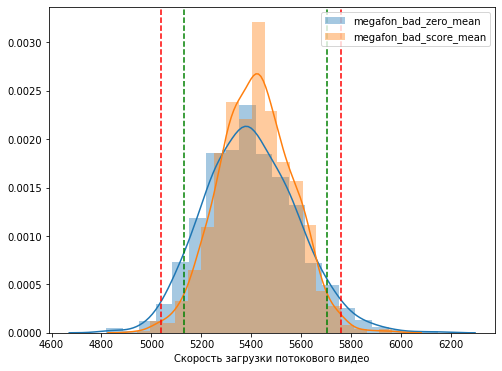 megafon_bad_zero_mean
megafon_bad_score_mean
0.0030
0.0025
0.0020
0.0015
0.0010
0.0005
0.0000
4600 4800 5000 5200 5400 5600 5800 6000 6200
Скорость загрузки потокового видео